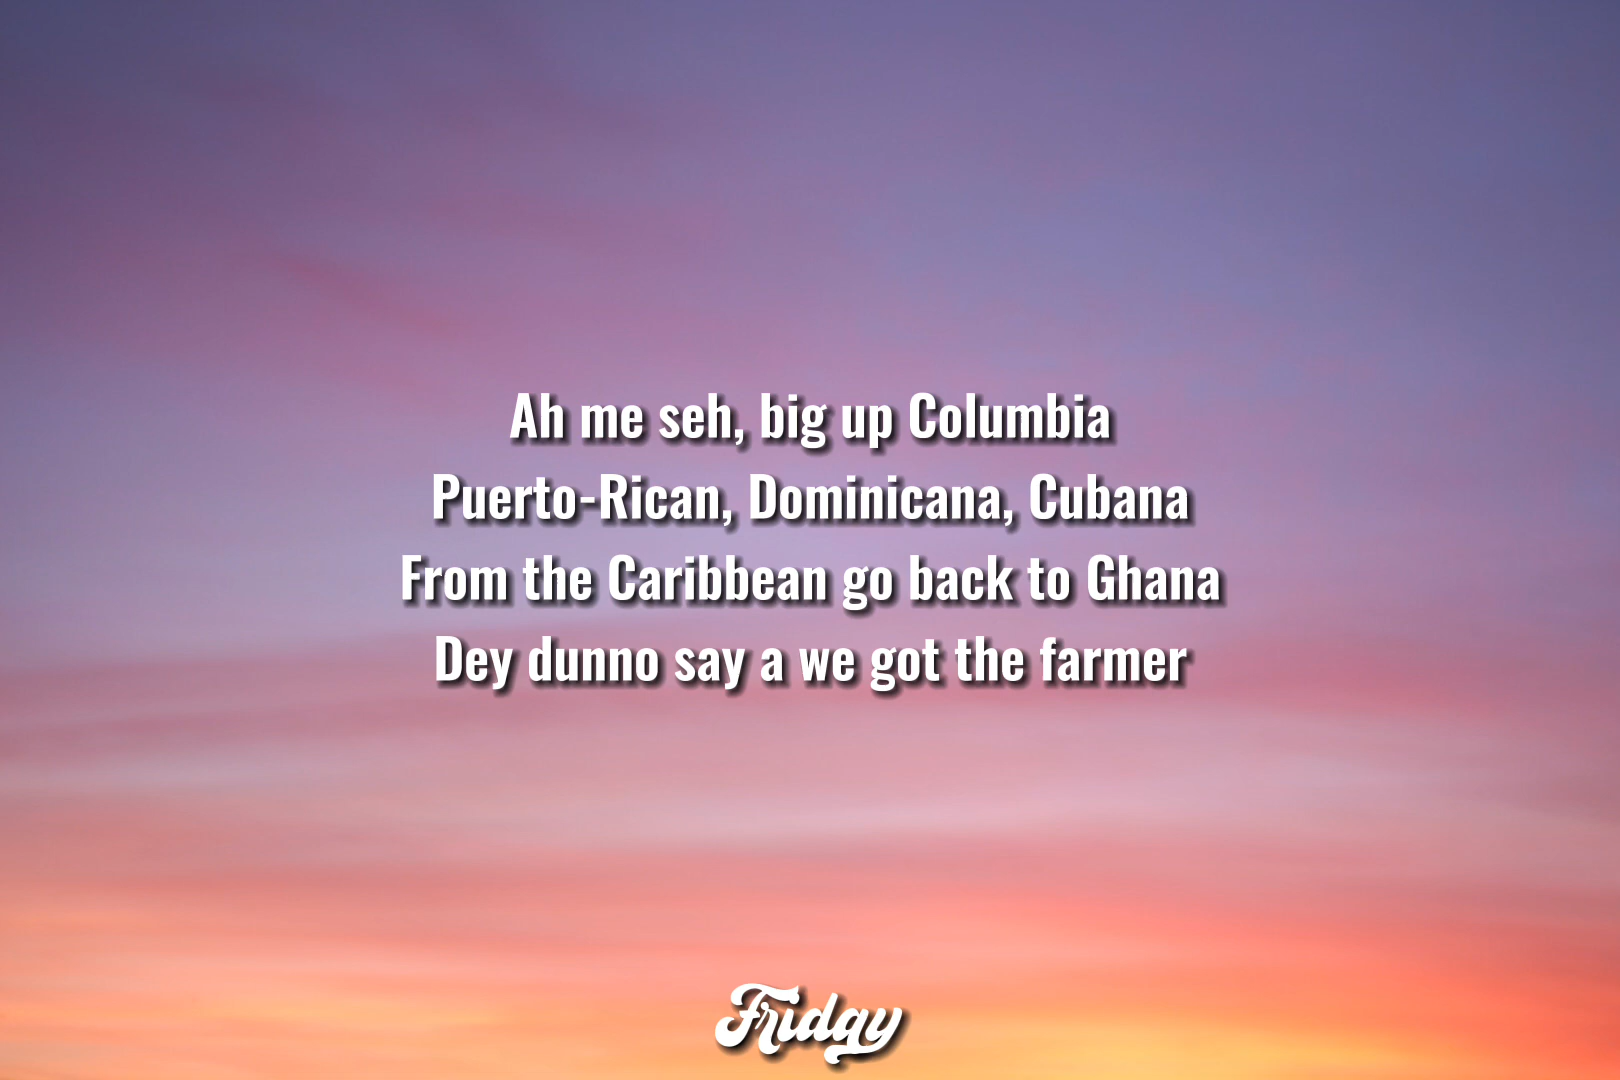 Ah me seh, big up Columbia
Puerto-Rican, Dominicana, Cubana
From the Caribbean go back to Ghana
Dey dunno say a we got the farmer
Friday